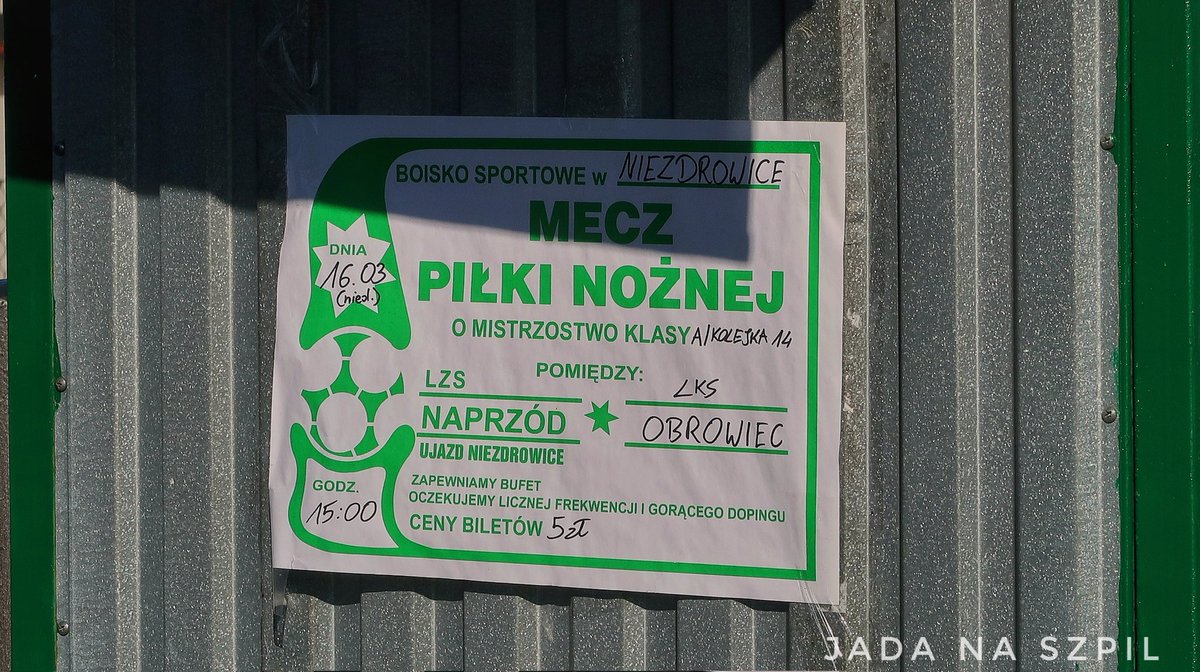 BOISKO SPORTOWE w NIEZDROWICE
MECZ
PIŁKI NOŻNEJ
DNIA
16.03
(nied.)
O MISTRZOSTWO KLASY A/KOLEJKA 14
POMIĘDZY:
LZS
NAPRZÓD
UJAZD NIEZDROWICE
LKS
OBROWIEC
GODZ.
15:00
ZAPEWNIAMY BUFET
OCZEKUJEMY LICZNEJ FREKWENCJI I GORĄCEGO DOPINGU
CENY BILETÓW 5zł
JADA NA SZPIL